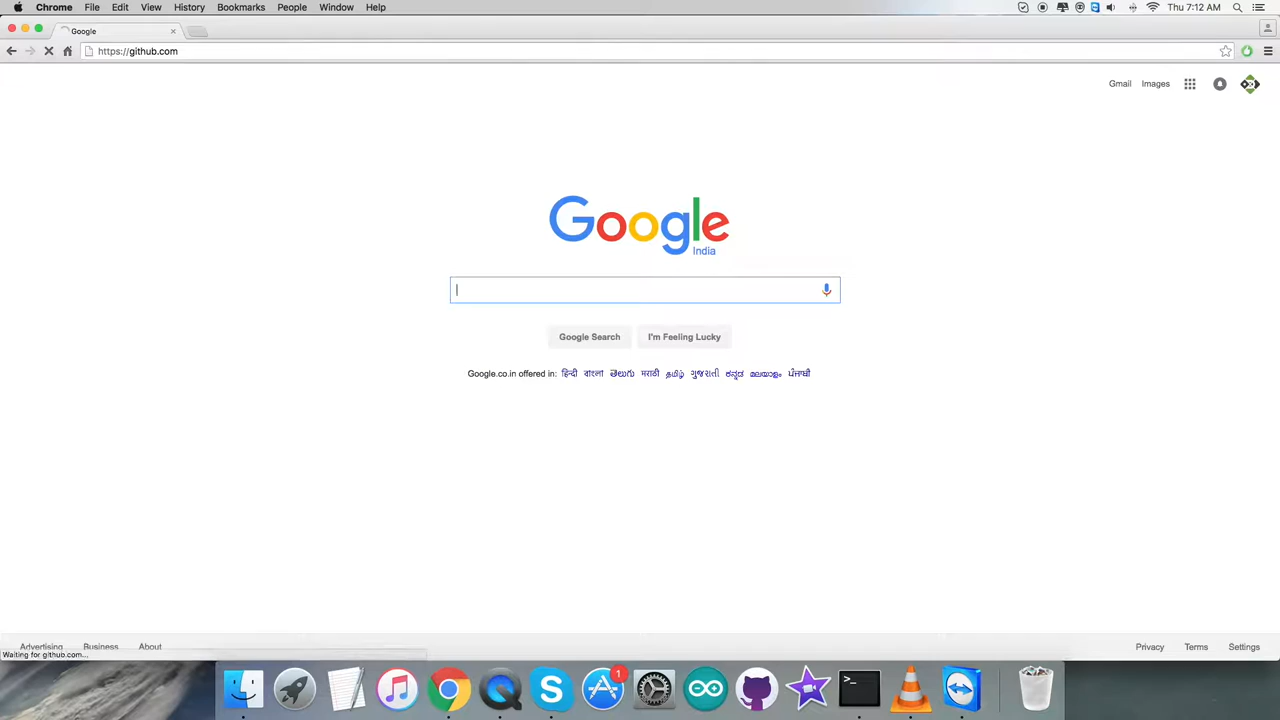 Chrome File Edit View History Bookmarks People Window Help Thu 7:12 AM
Google
https://github.com
Gmail Images
Google
India
Google Search I'm Feeling Lucky
Google.co.in offered in: हिन्दी বাংলা తెలుగు मराठी தமிழ் ગુજરાતી ಕನ್ನಡ മലയാളം ਪੰਜਾਬੀ
Advertising Business About Privacy Terms Settings
Waiting for github.com...
1
>_